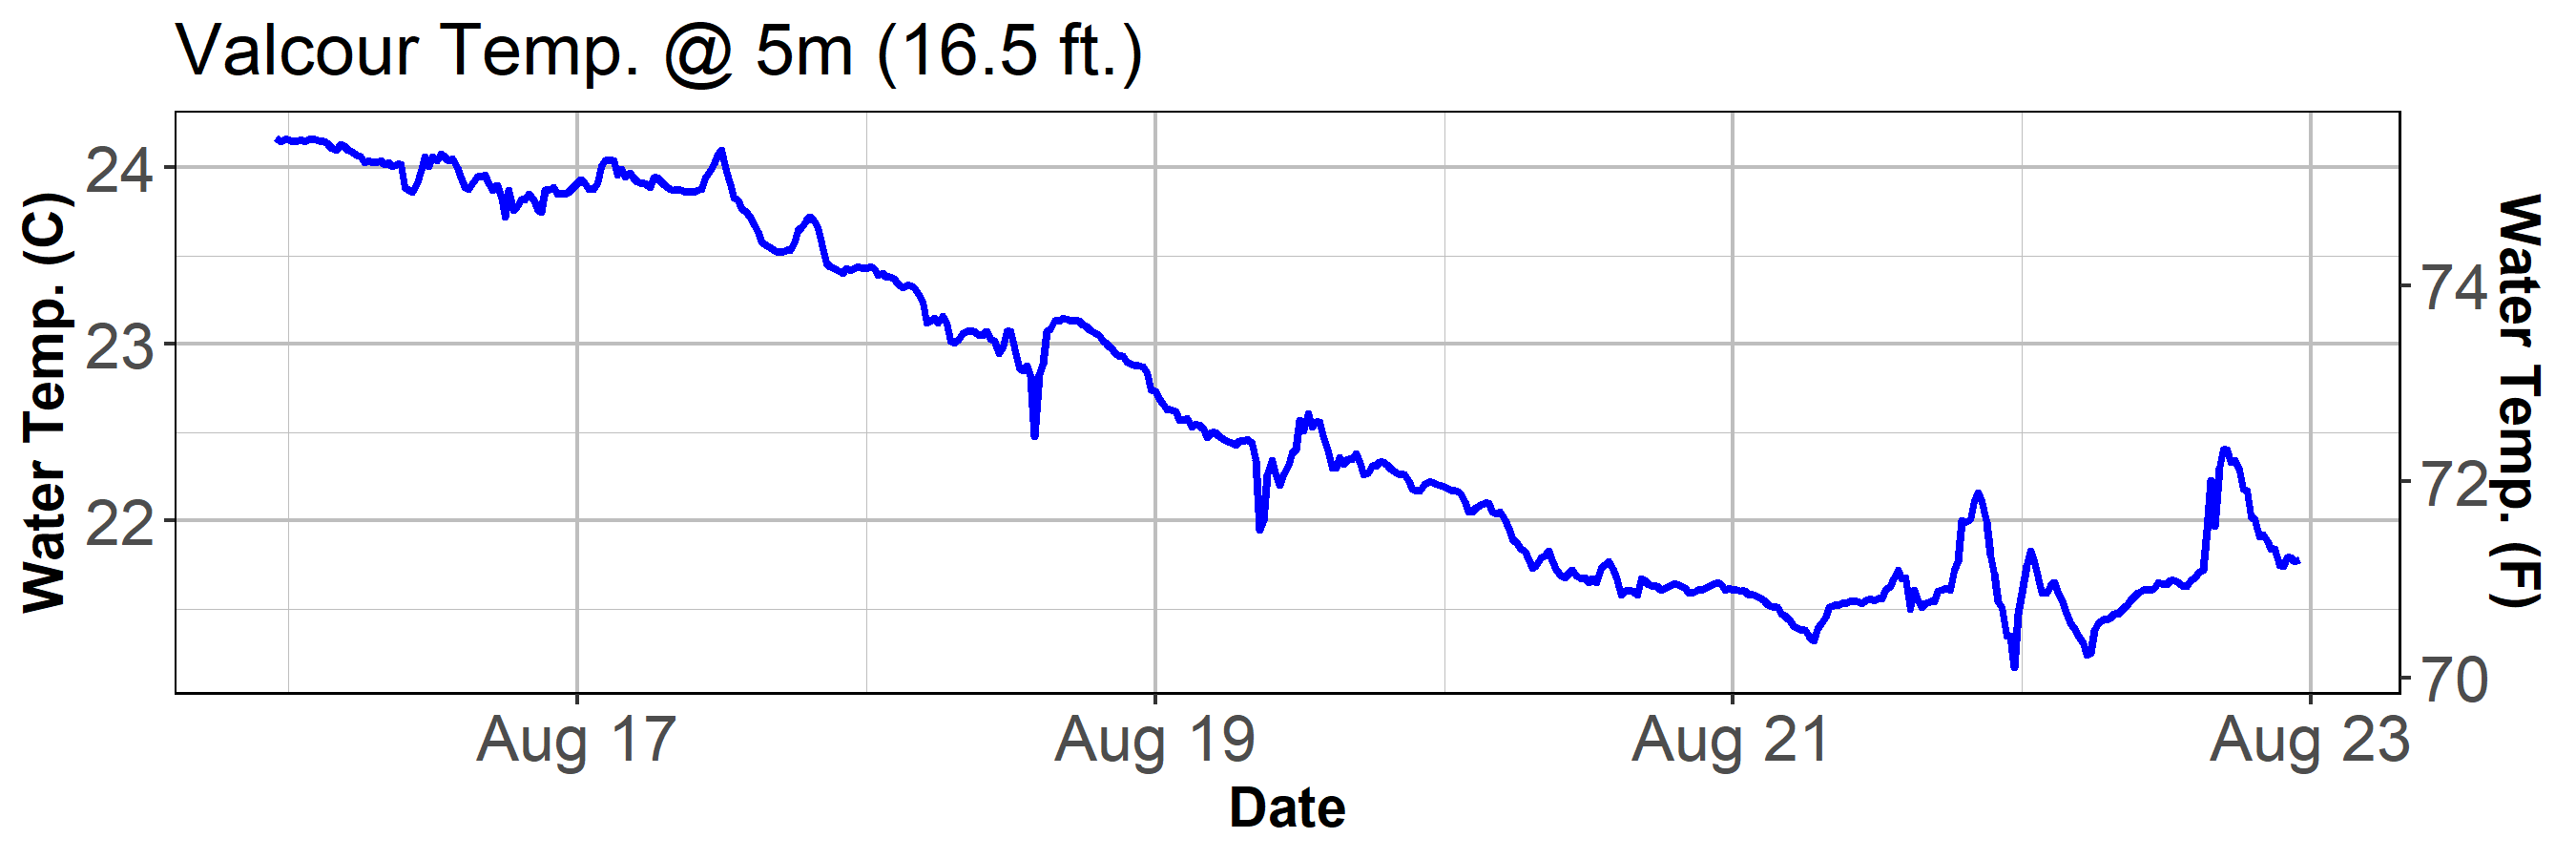 Valcour Temp. @ 5m (16.5 ft.)
Water Temp. (C)
24
23
22
74
72
70
Water Temp. (F)
Aug 17
Aug 19
Aug 21
Aug 23
Date